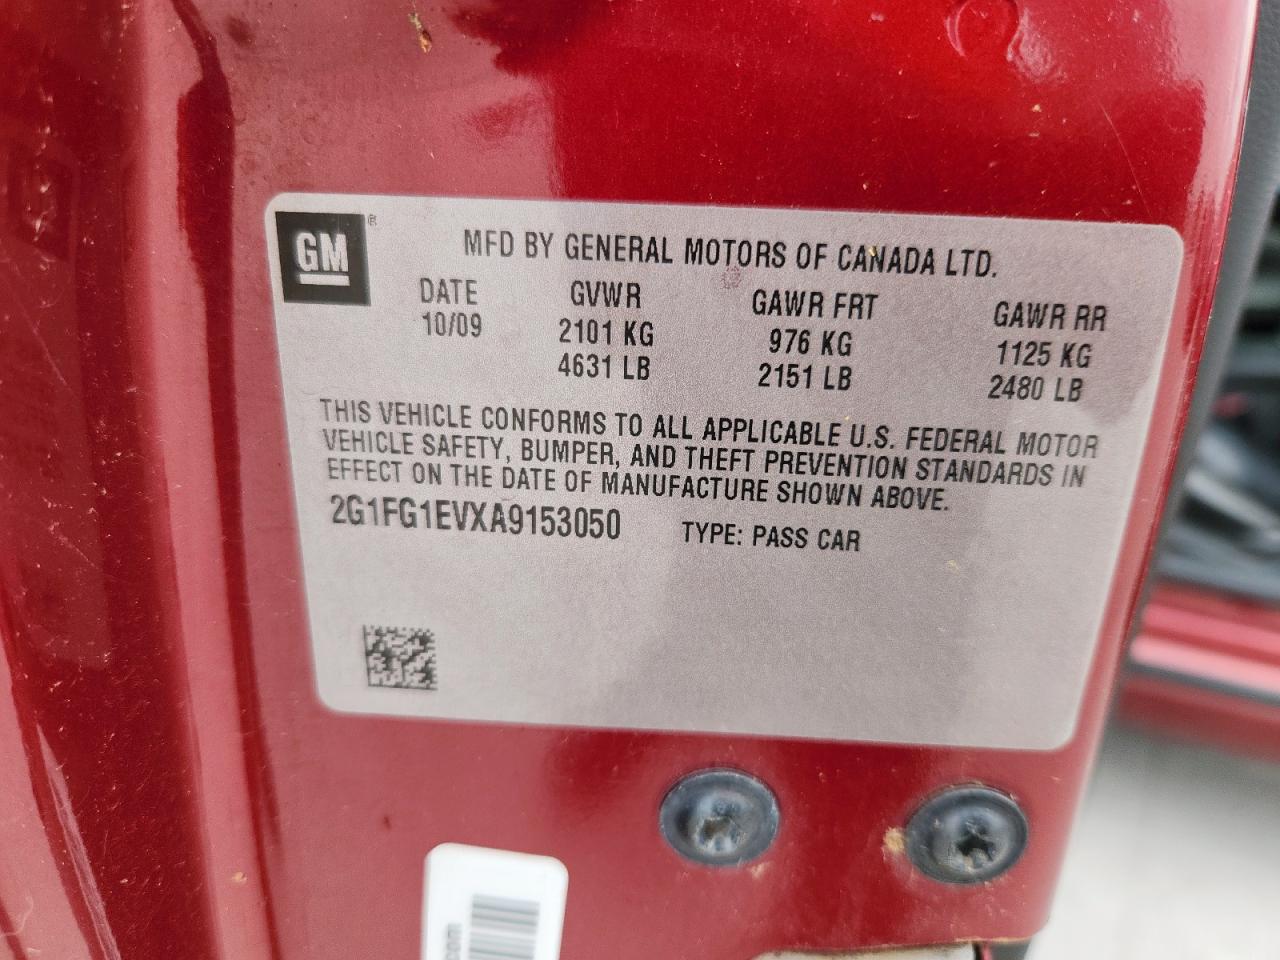 GM ®
MFD BY GENERAL MOTORS OF CANADA LTD.
DATE GVWR GAWR FRT GAWR RR
10/09 2101 KG 976 KG 1125 KG
4631 LB 2151 LB 2480 LB
THIS VEHICLE CONFORMS TO ALL APPLICABLE U.S. FEDERAL MOTOR
VEHICLE SAFETY, BUMPER, AND THEFT PREVENTION STANDARDS IN
EFFECT ON THE DATE OF MANUFACTURE SHOWN ABOVE.
2G1FG1EVXA9153050 TYPE: PASS CAR
.com